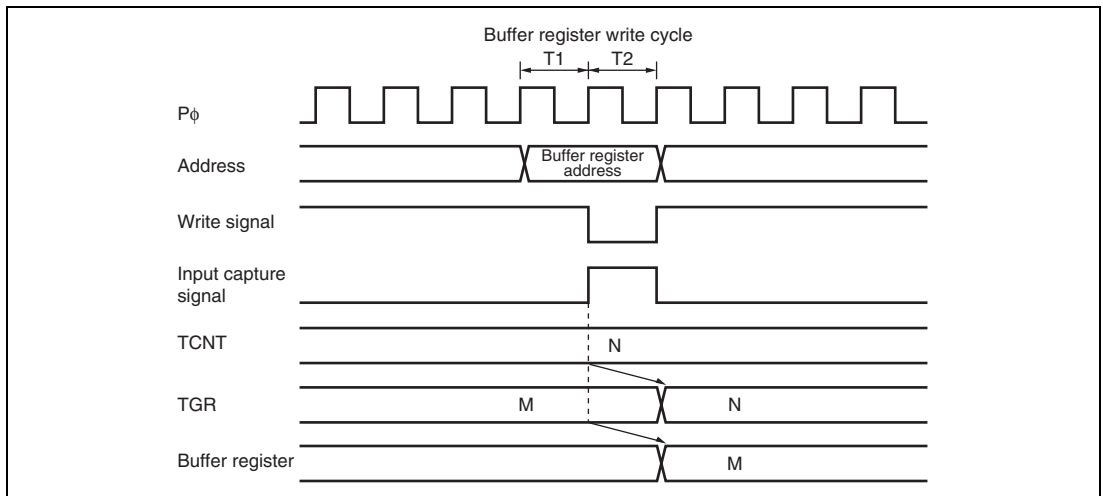 Buffer register write cycle
T1 T2
Pϕ
Address
Buffer register
address
Write signal
Input capture
signal
TCNT
N
TGR
M N
Buffer register
M